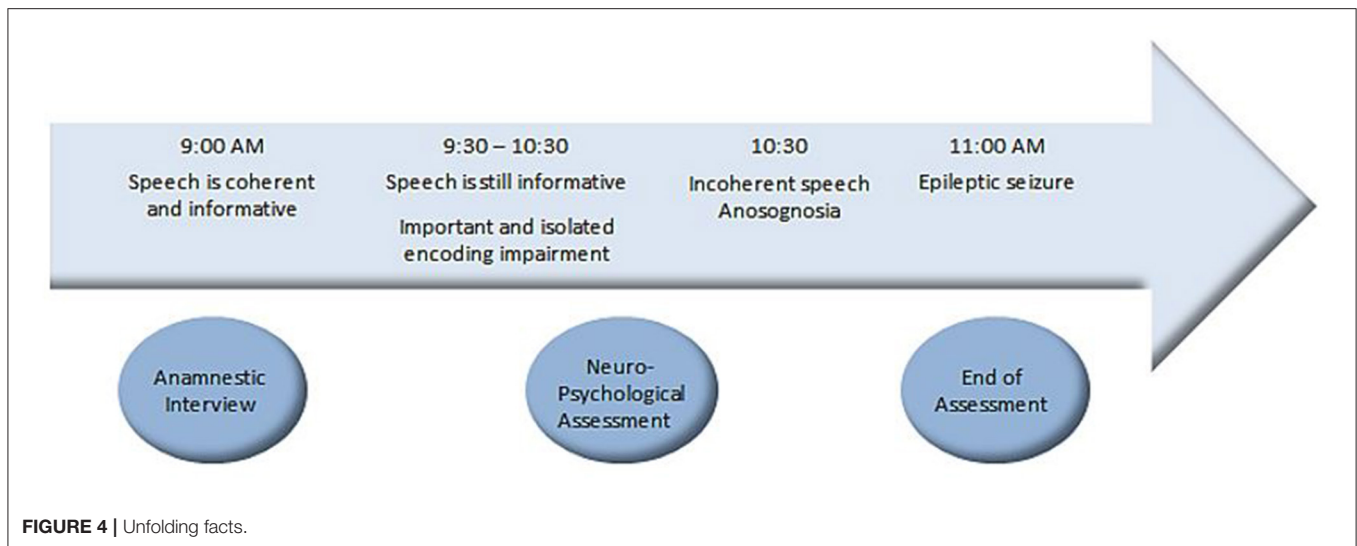 9:00 AM
Speech is coherent
and informative
9:30 – 10:30
Speech is still informative
Important and isolated
encoding impairment
10:30
Incoherent speech
Anosognosia
11:00 AM
Epileptic seizure
Anamnestic
Interview
Neuro-
Psychological
Assessment
End of
Assessment
FIGURE 4 | Unfolding facts.